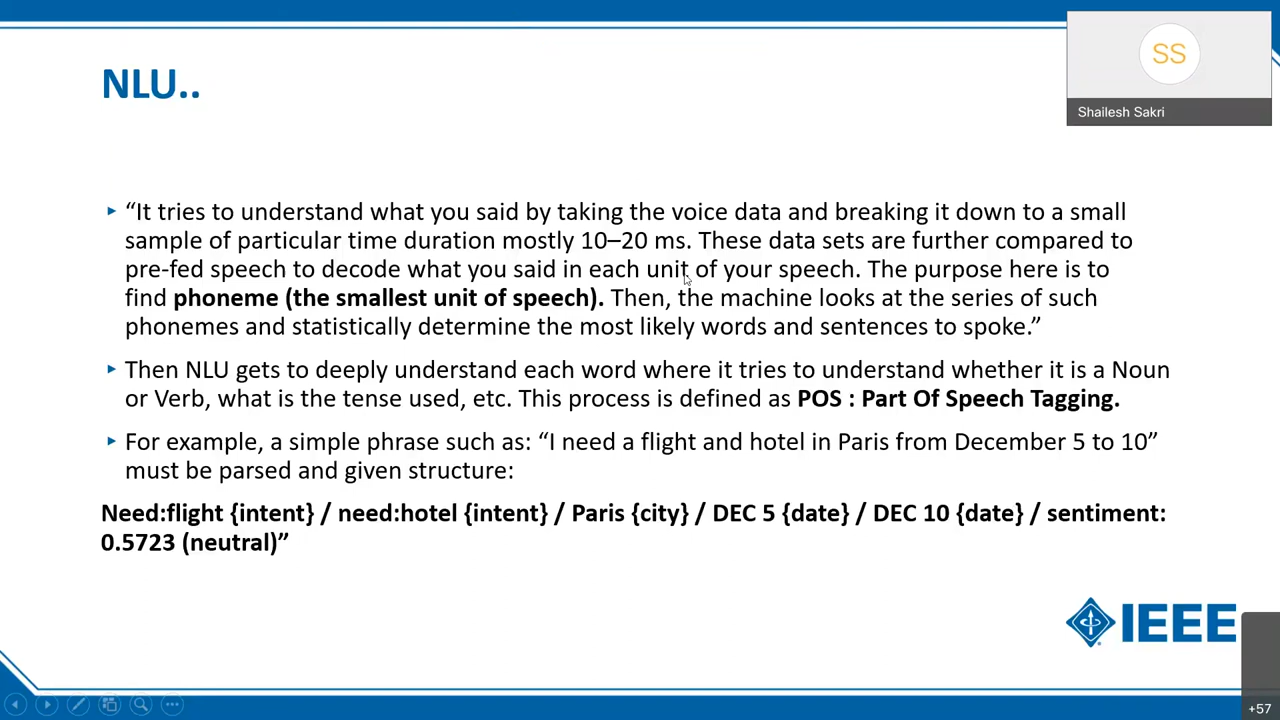 NLU..
SS
Shailesh Sakri
“It tries to understand what you said by taking the voice data and breaking it down to a small
sample of particular time duration mostly 10–20 ms. These data sets are further compared to
pre-fed speech to decode what you said in each unit of your speech. The purpose here is to
find phoneme (the smallest unit of speech). Then, the machine looks at the series of such
phonemes and statistically determine the most likely words and sentences to spoke.”
Then NLU gets to deeply understand each word where it tries to understand whether it is a Noun
or Verb, what is the tense used, etc. This process is defined as POS : Part Of Speech Tagging.
For example, a simple phrase such as: “I need a flight and hotel in Paris from December 5 to 10”
must be parsed and given structure:
Need:flight {intent} / need:hotel {intent} / Paris {city} / DEC 5 {date} / DEC 10 {date} / sentiment:
0.5723 (neutral)”
IEEE
+57